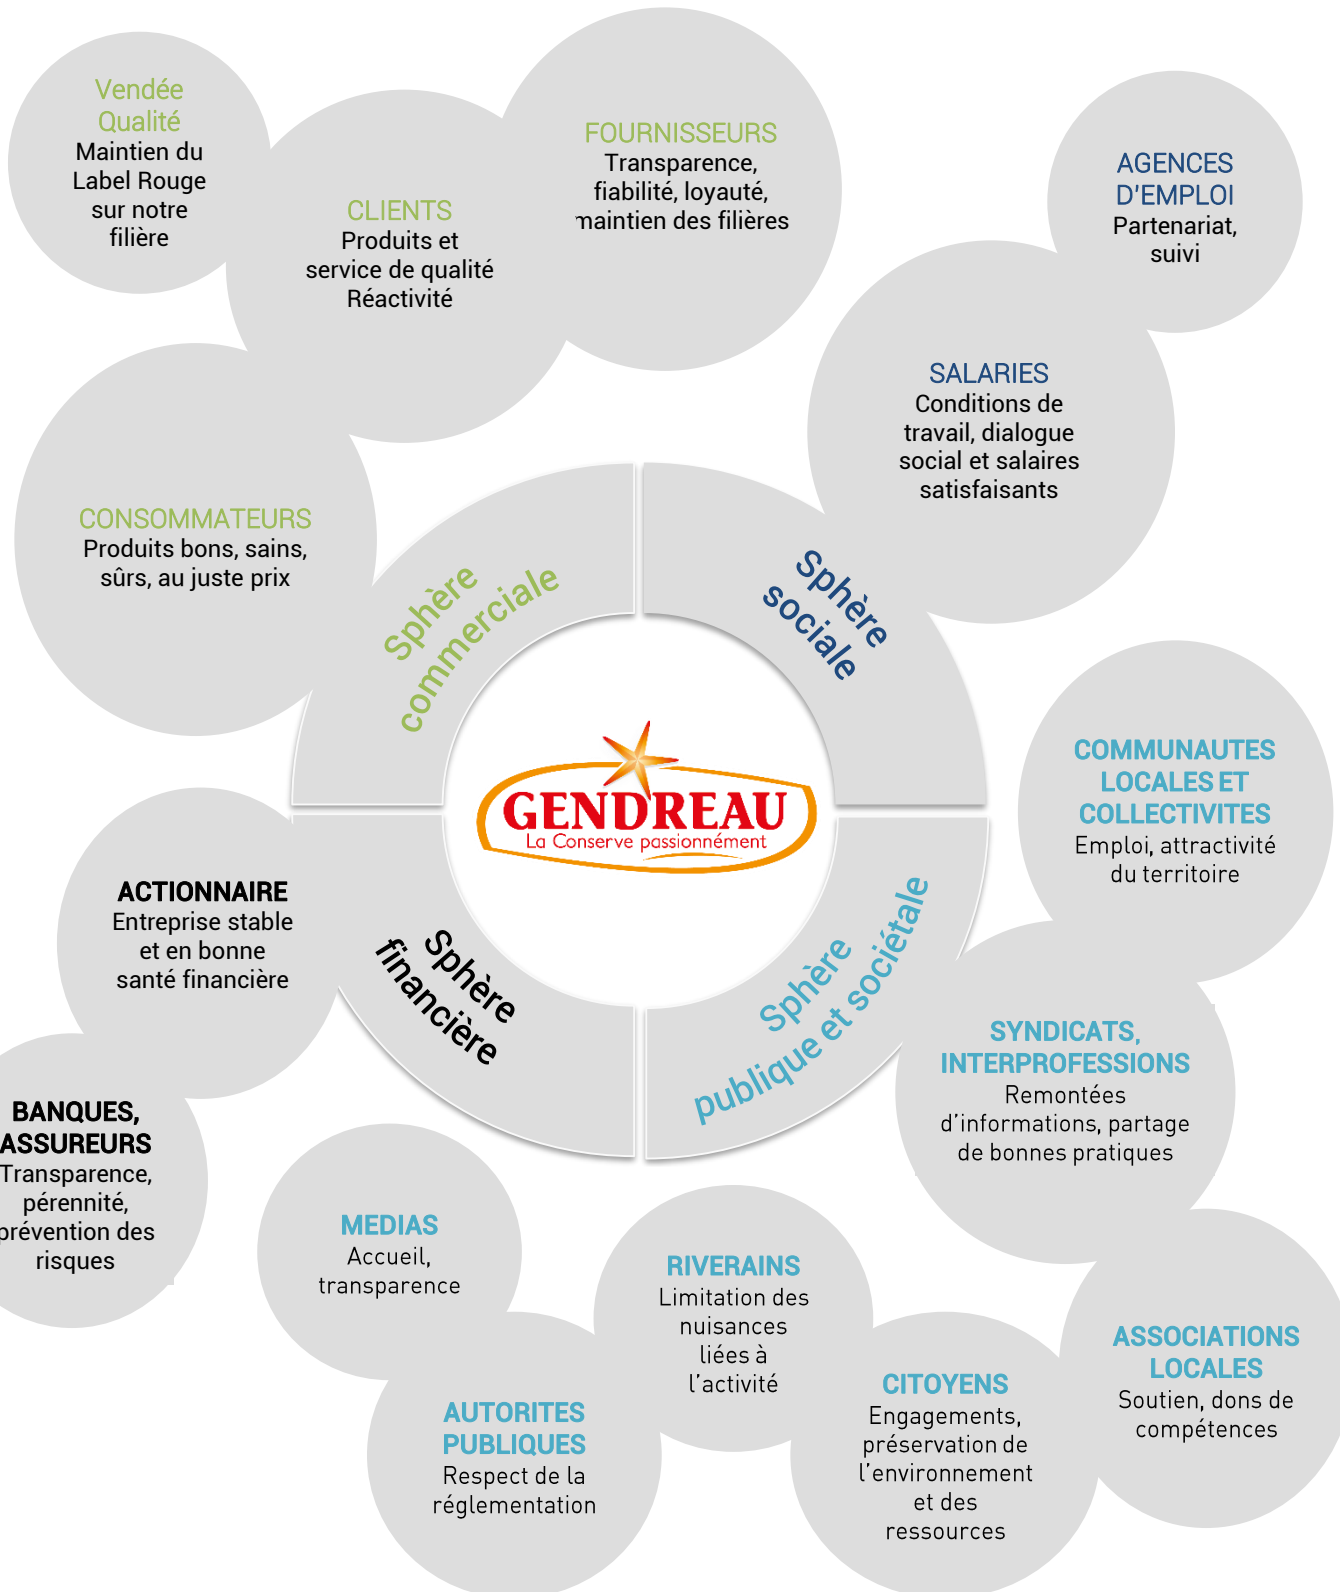 Vendée
Qualité
Maintien du
Label Rouge
sur notre
filière
CLIENTS
Produits et
service de qualité
Réactivité
FOURNISSEURS
Transparence,
fiabilité, loyauté,
maintien des filières
AGENCES
D'EMPLOI
Partenariat,
suivi
SALARIES
Conditions de
travail, dialogue
social et salaires
satisfaisants
CONSOMMATEURS
Produits bons, sains,
sûrs, au juste prix
Sphère
commerciale
Sphère
sociale
GENDREAU
La Conserve passionnément
COMMUNAUTES
LOCALES ET
COLLECTIVITES
Emploi, attractivité
du territoire
ACTIONNAIRE
Entreprise stable
et en bonne
santé financière
Sphère
financière
Sphère
publique et sociétale
SYNDICATS,
INTERPROFESSIONS
Remontées
d'informations, partage
de bonnes pratiques
BANQUES,
ASSUREURS
Transparence,
pérennité,
prévention des
risques
MEDIAS
Accueil,
transparence
RIVERAINS
Limitation des
nuisances
liées à
l'activité
ASSOCIATIONS
LOCALES
Soutien, dons de
compétences
AUTORITES
PUBLIQUES
Respect de la
réglementation
CITOYENS
Engagements,
préservation de
l'environnement
et des
ressources